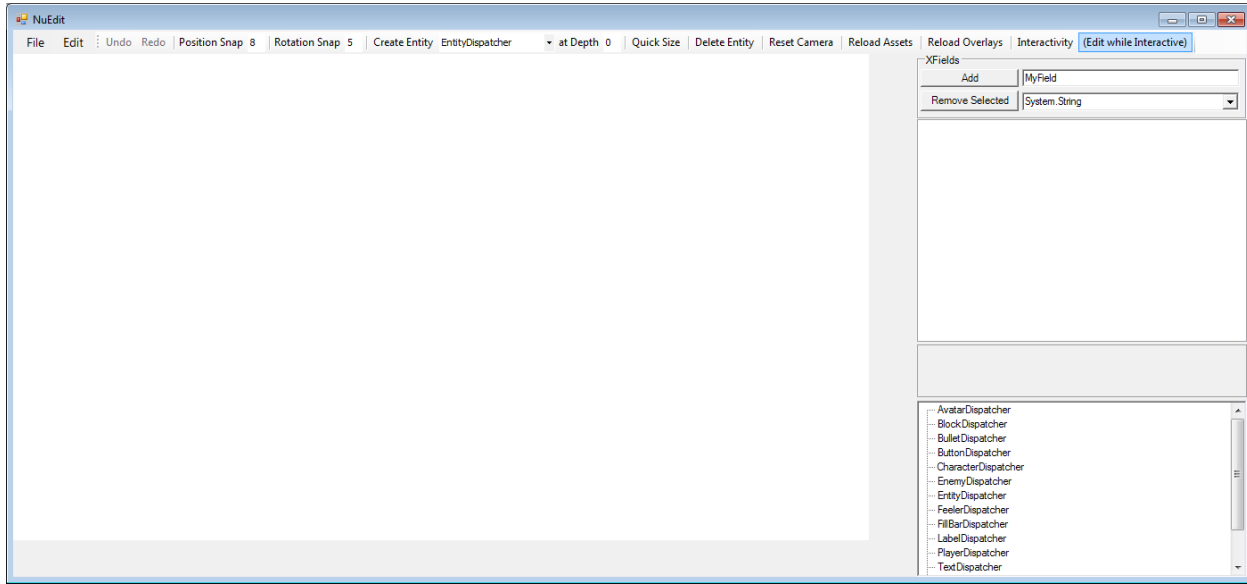 NuEdit
File Edit Undo Redo Position Snap 8 Rotation Snap 5 Create Entity EntityDispatcher at Depth 0 Quick Size Delete Entity Reset Camera Reload Assets Reload Overlays Interactivity (Edit while Interactive)
XFields
Add MyField
Remove Selected System.String
AvatarDispatcher
BlockDispatcher
BulletDispatcher
ButtonDispatcher
CharacterDispatcher
EnemyDispatcher
EntityDispatcher
FeelerDispatcher
FillBarDispatcher
LabelDispatcher
PlayerDispatcher
TextDispatcher